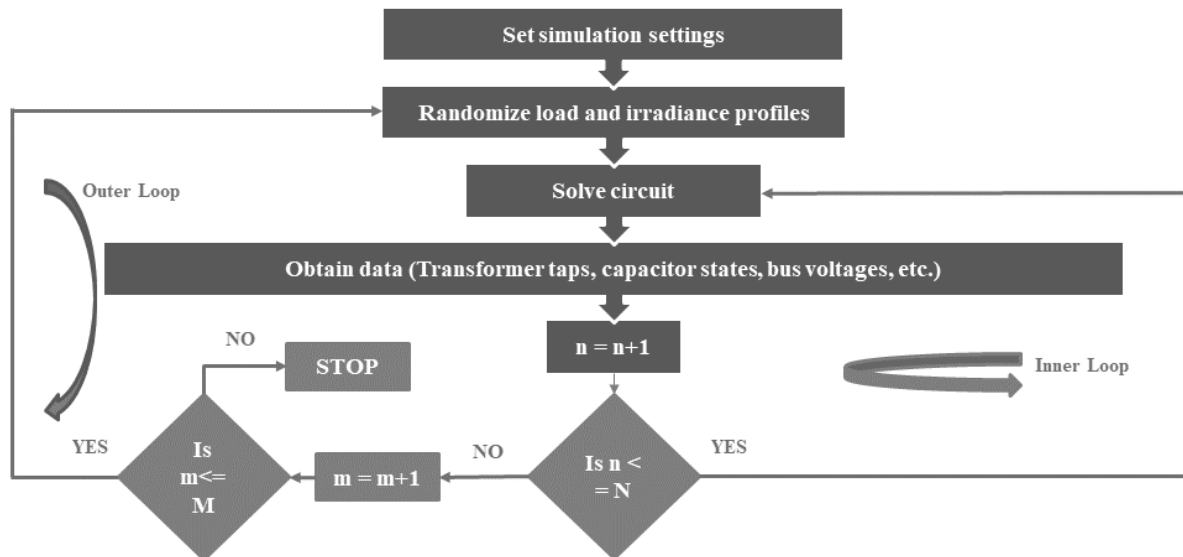 Set simulation settings
Randomize load and irradiance profiles
Solve circuit
Outer Loop
Obtain data (Transformer taps, capacitor states, bus voltages, etc.)
n = n+1
NO
STOP
Inner Loop
YES
Is
m<=
M
m = m+1
NO
Is n <
= N
YES